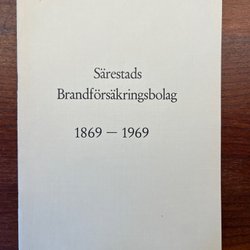 Särestads
Brandförsäkringsbolag
1869 — 1969